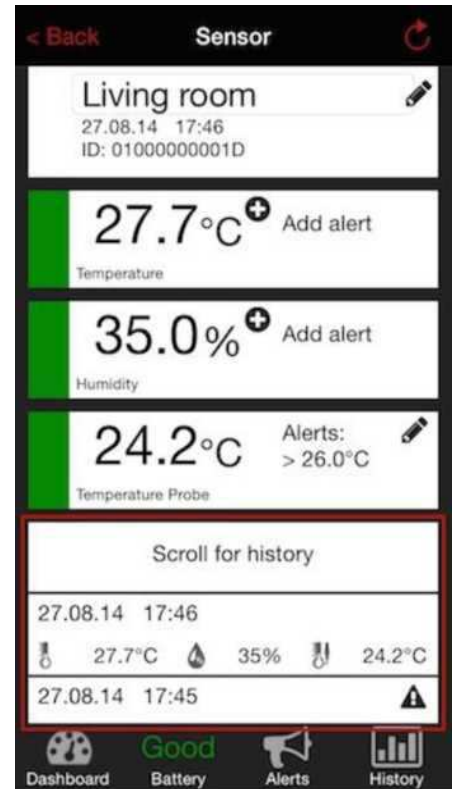 < Back Sensor
Living room
27.08.14 17:46
ID: 01000000001D
27.7°C Add alert
Temperature
35.0% Add alert
Humidity
24.2°C Alerts:
> 26.0°C
Temperature Probe
Scroll for history
27.08.14 17:46
27.7°C 35% 24.2°C
27.08.14 17:45
Good
Dashboard Battery Alerts History